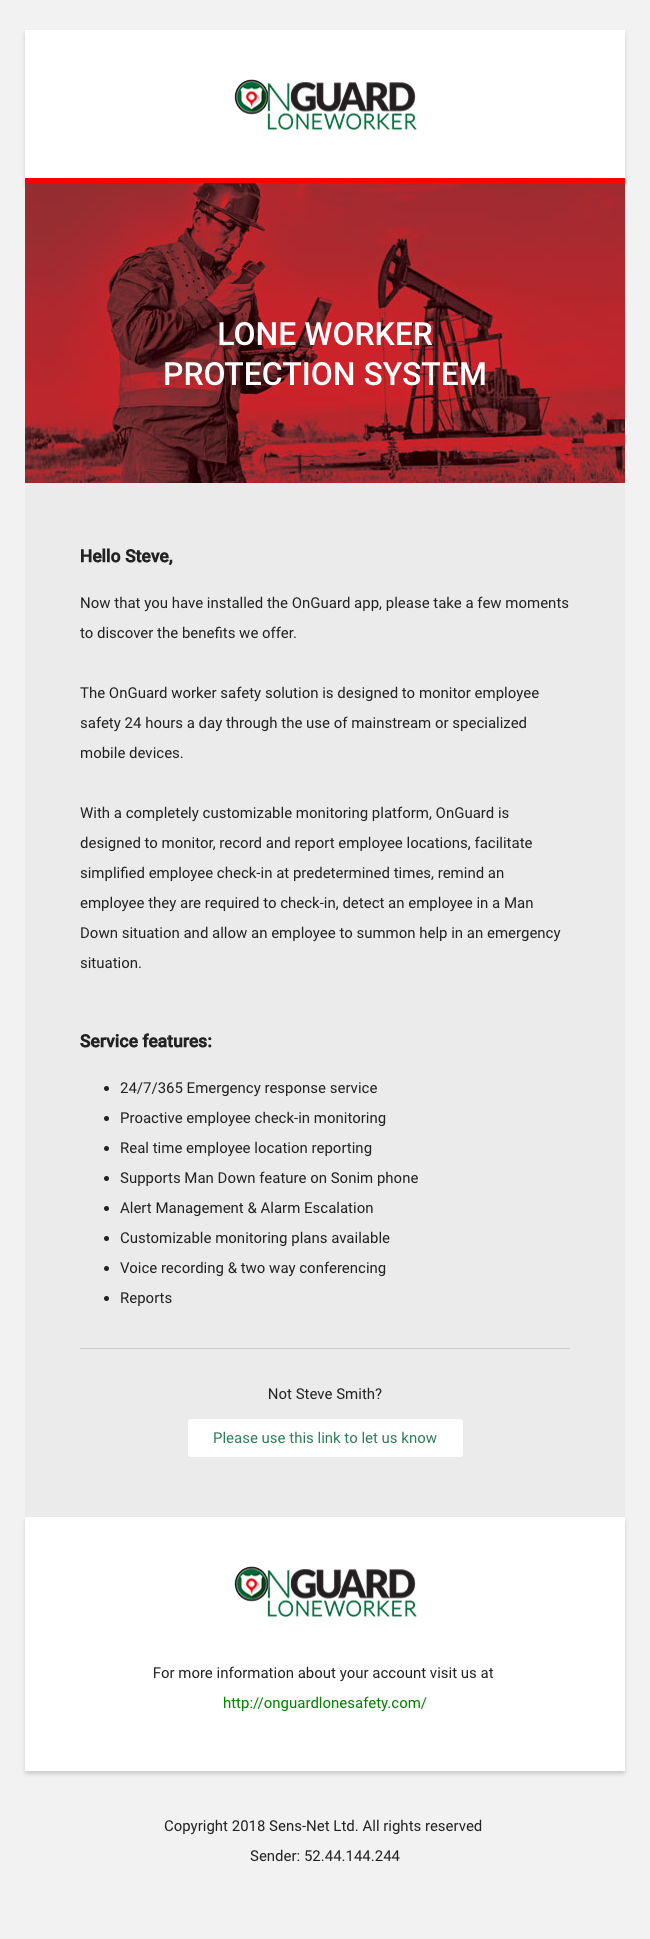 ONGUARD
LONEWORKER
LONE WORKER
PROTECTION SYSTEM
Hello Steve,
Now that you have installed the OnGuard app, please take a few moments
to discover the benefits we offer.
The OnGuard worker safety solution is designed to monitor employee
safety 24 hours a day through the use of mainstream or specialized
mobile devices.
With a completely customizable monitoring platform, OnGuard is
designed to monitor, record and report employee locations, facilitate
simplified employee check-in at predetermined times, remind an
employee they are required to check-in, detect an employee in a Man
Down situation and allow an employee to summon help in an emergency
situation.
Service features:
• 24/7/365 Emergency response service
• Proactive employee check-in monitoring
• Real time employee location reporting
• Supports Man Down feature on Sonim phone
• Alert Management & Alarm Escalation
• Customizable monitoring plans available
• Voice recording & two way conferencing
• Reports
Not Steve Smith?
Please use this link to let us know
ONGUARD
LONEWORKER
For more information about your account visit us at
http://onguardlonesafety.com/
Copyright 2018 Sens-Net Ltd. All rights reserved
Sender: 52.44.144.244